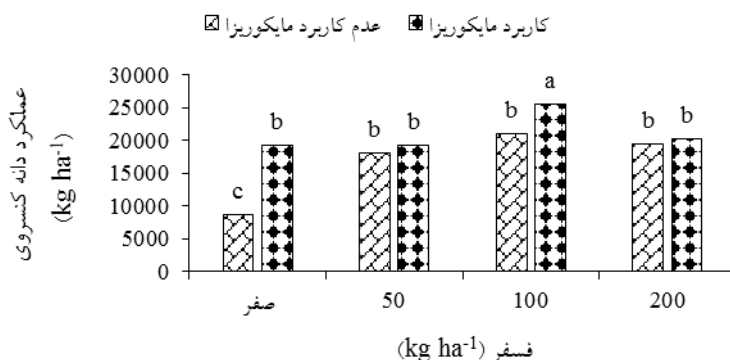 عدم کاربرد مایکوریزا کاربرد مایکوریزا
عملکرد دانه کنسروی
(kg ha-1)
30000
25000
20000
15000
10000
5000
0
c b b b b a b b
صفر 50 100 200
فسفر (kg ha-1)